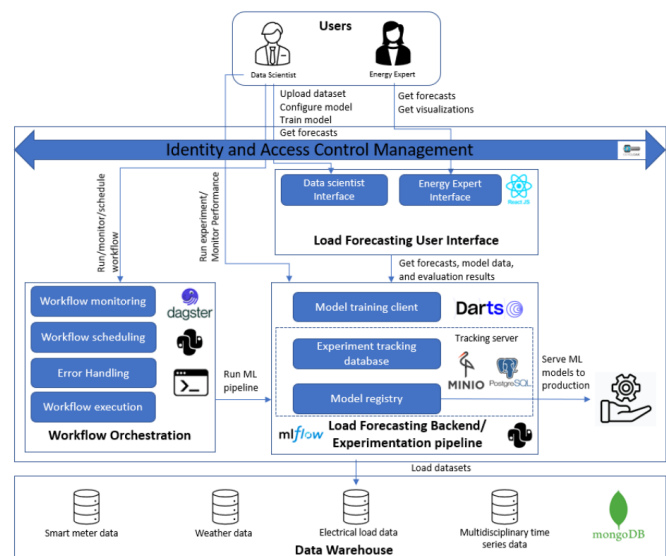 Users
Data Scientist
Energy Expert
Upload dataset
Configure model
Train model
Get forecasts
Get forecasts
Get visualizations
Identity and Access Control Management
Run/monitor/schedule
workflow
Run experiment/
Monitor Performance
Data scientist
Interface
Energy Expert
Interface
React JS
Load Forecasting User Interface
Get forecasts, model data,
and evaluation results
Workflow monitoring
dagster
Workflow scheduling
Error Handling
Workflow execution
Workflow Orchestration
Run ML
pipeline
Model training client
Darts
Experiment tracking
database
Tracking server
MINIO
PostgreSQL
Model registry
mlflow
Load Forecasting Backend/
Experimentation pipeline
Serve ML
models to
production
Load datasets
Smart meter data
Weather data
Electrical load data
Multidisciplinary time
series data
mongoDB
Data Warehouse